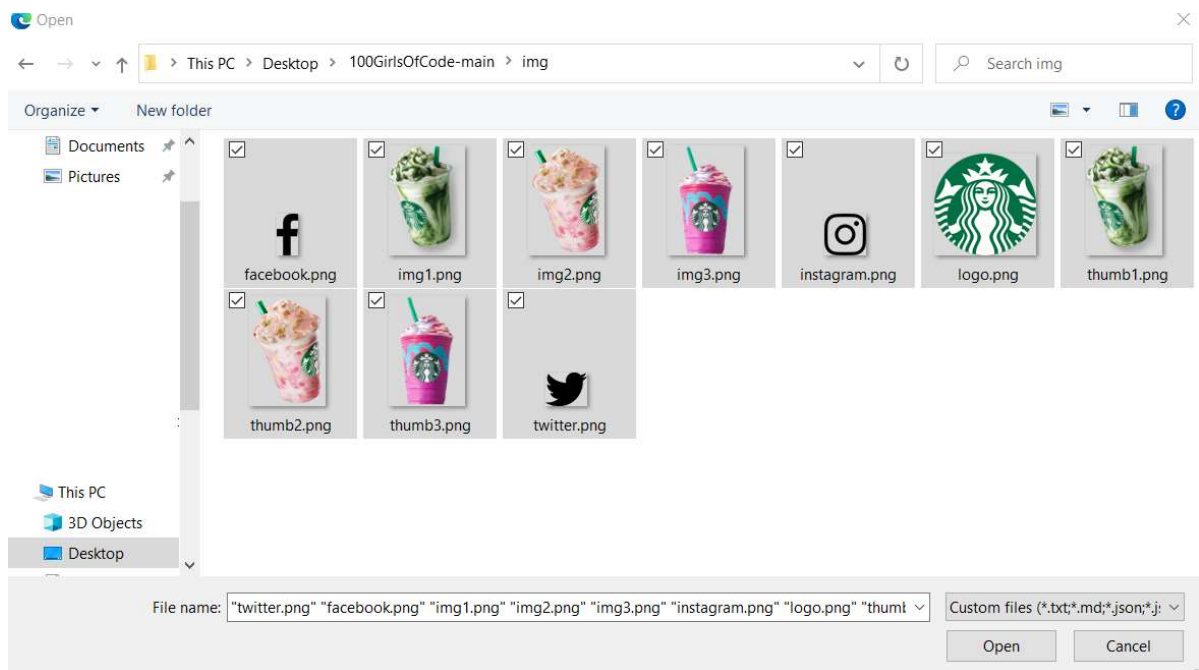 Open
This PC > Desktop > 100GirlsOfCode-main > img
Search img
Organize
New folder
Documents
Pictures
facebook.png
img1.png
img2.png
img3.png
instagram.png
logo.png
thumb1.png
thumb2.png
thumb3.png
twitter.png
This PC
3D Objects
Desktop
File name: "twitter.png" "facebook.png" "img1.png" "img2.png" "img3.png" "instagram.png" "logo.png" "thumb
Custom files (*.txt;*.md;*.json;*.j
Open
Cancel